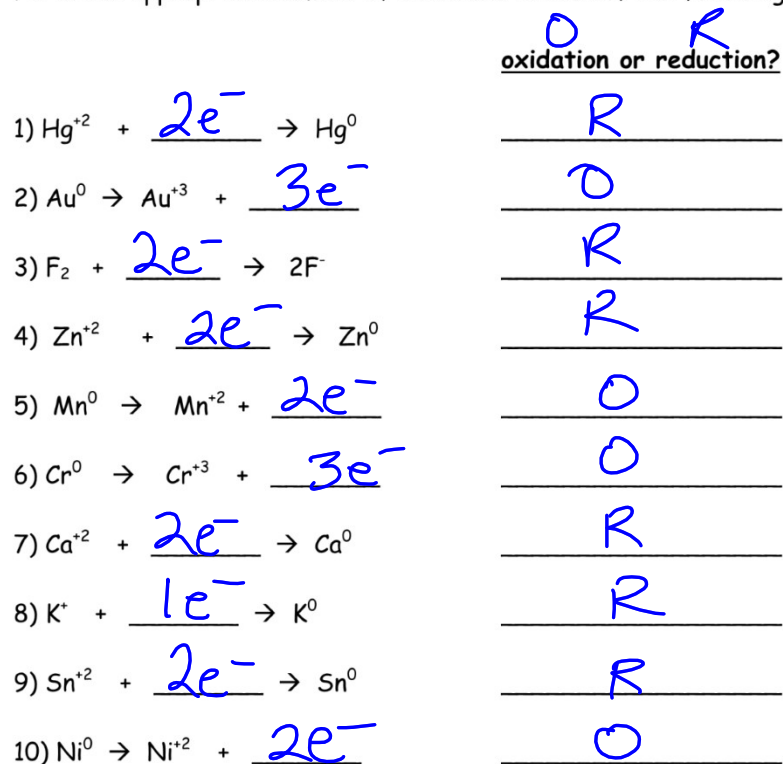 O R
oxidation or reduction?
1) Hg⁺² + 2e⁻ → Hg⁰ R
2) Au⁰ → Au⁺³ + 3e⁻ O
3) F₂ + 2e⁻ → 2F⁻ R
4) Zn⁺² + 2e⁻ → Zn⁰ R
5) Mn⁰ → Mn⁺² + 2e⁻ O
6) Cr⁰ → Cr⁺³ + 3e⁻ O
7) Ca⁺² + 2e⁻ → Ca⁰ R
8) K⁺ + 1e⁻ → K⁰ R
9) Sn⁺² + 2e⁻ → Sn⁰ R
10) Ni⁰ → Ni⁺² + 2e⁻ O